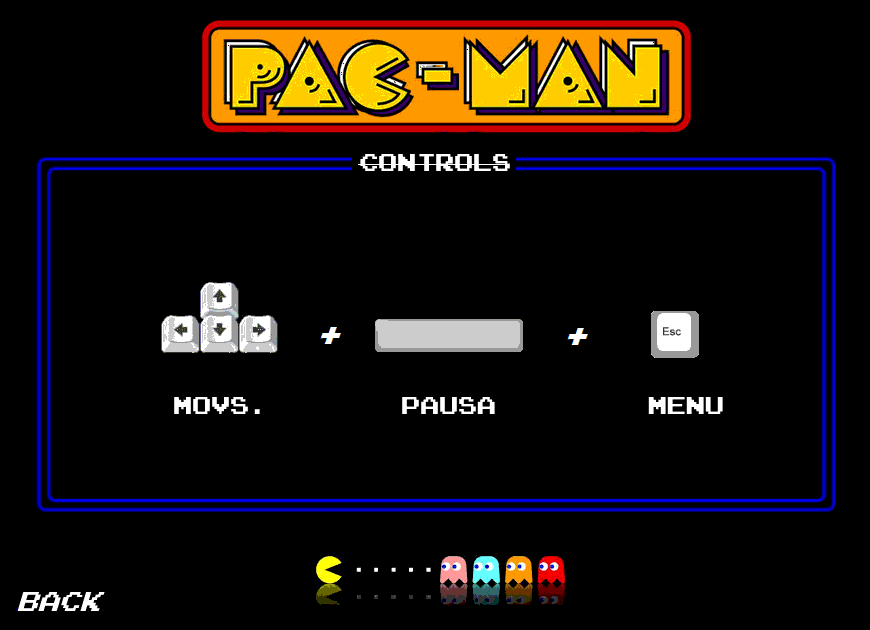 PAC-MAN
CONTROLS
+ +
Esc
MOVS. PAUSA MENU
BACK